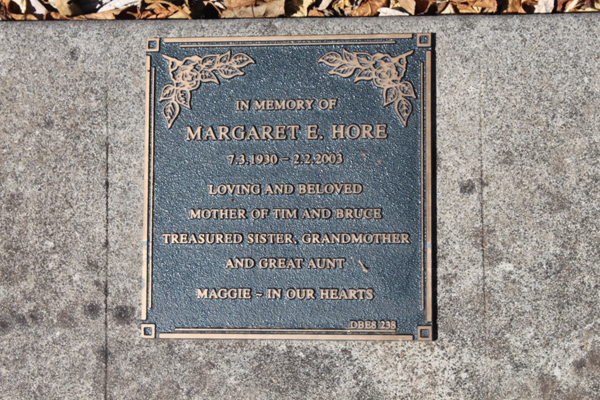 IN MEMORY OF
MARGARET E. HORE
7.3.1930 - 2.2.2003
LOVING AND BELOVED
MOTHER OF TIM AND BRUCE
TREASURED SISTER, GRANDMOTHER
AND GREAT AUNT
MAGGIE - IN OUR HEARTS
DBE8 238